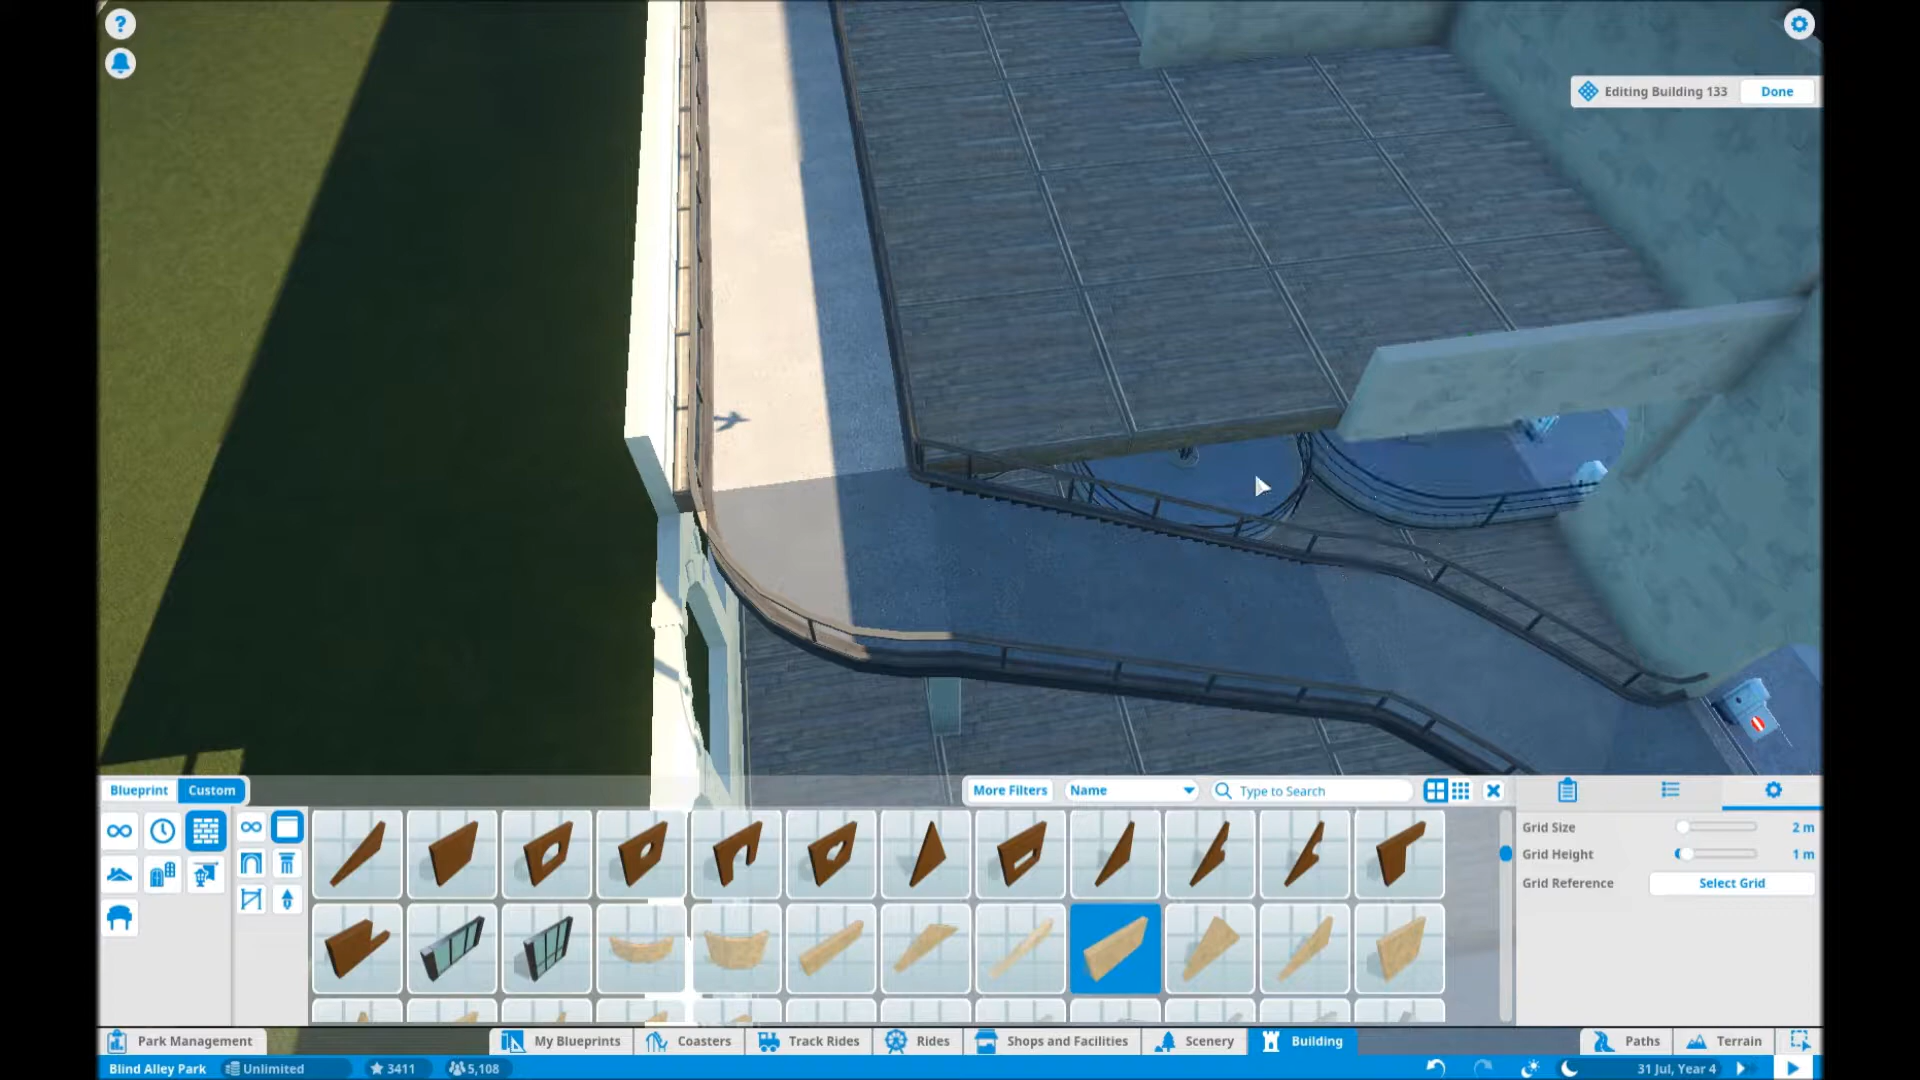 ?
Editing Building 133 Done
Blueprint Custom
More Filters Name Type to Search
Grid Size 2 m
Grid Height 1 m
Grid Reference Select Grid
Park Management My Blueprints Coasters Track Rides Rides Shops and Facilities Scenery Building Paths Terrain
Blind Alley Park Unlimited 3411 5,108 31 Jul, Year 4